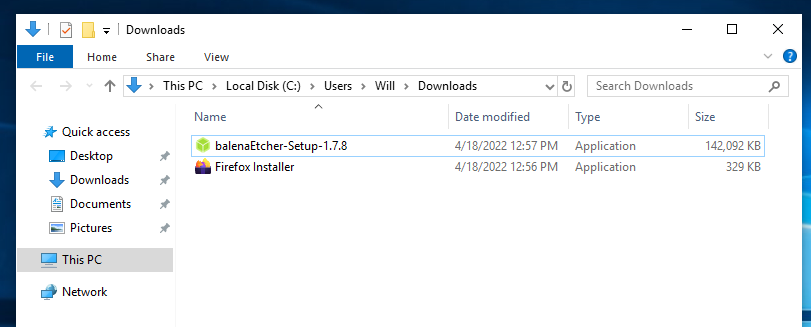 Downloads
File Home Share View
This PC Local Disk (C:) Users Will Downloads Search Downloads
Name Date modified Type Size
Quick access
Desktop
Downloads
Documents
Pictures
This PC
Network
balenaEtcher-Setup-1.7.8 4/18/2022 12:57 PM Application 142,092 KB
Firefox Installer 4/18/2022 12:56 PM Application 329 KB